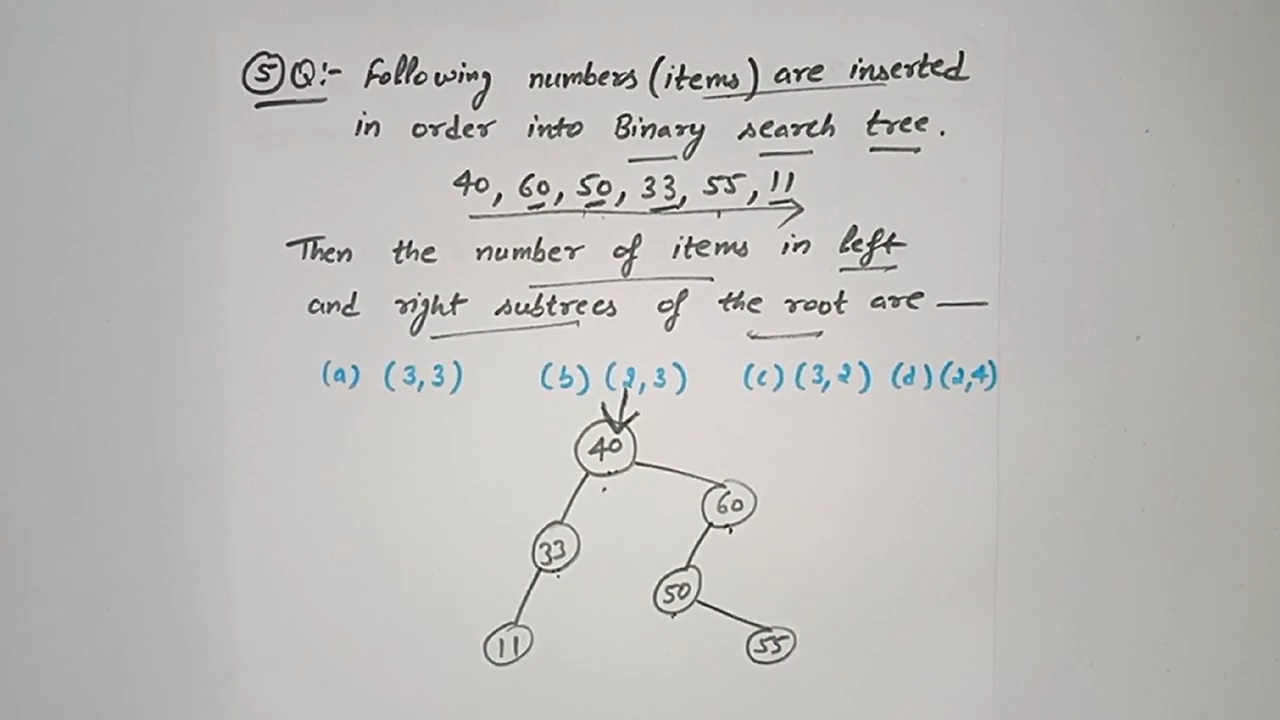 5 Q:- Following numbers (items) are inserted
in order into Binary search tree.
40, 60, 50, 33, 55, 11
Then the number of items in left
and right subtrees of the root are —
(a) (3,3) (b) (2,3) (c) (3,2) (d) (2,4)
40
60
33
50
11
55